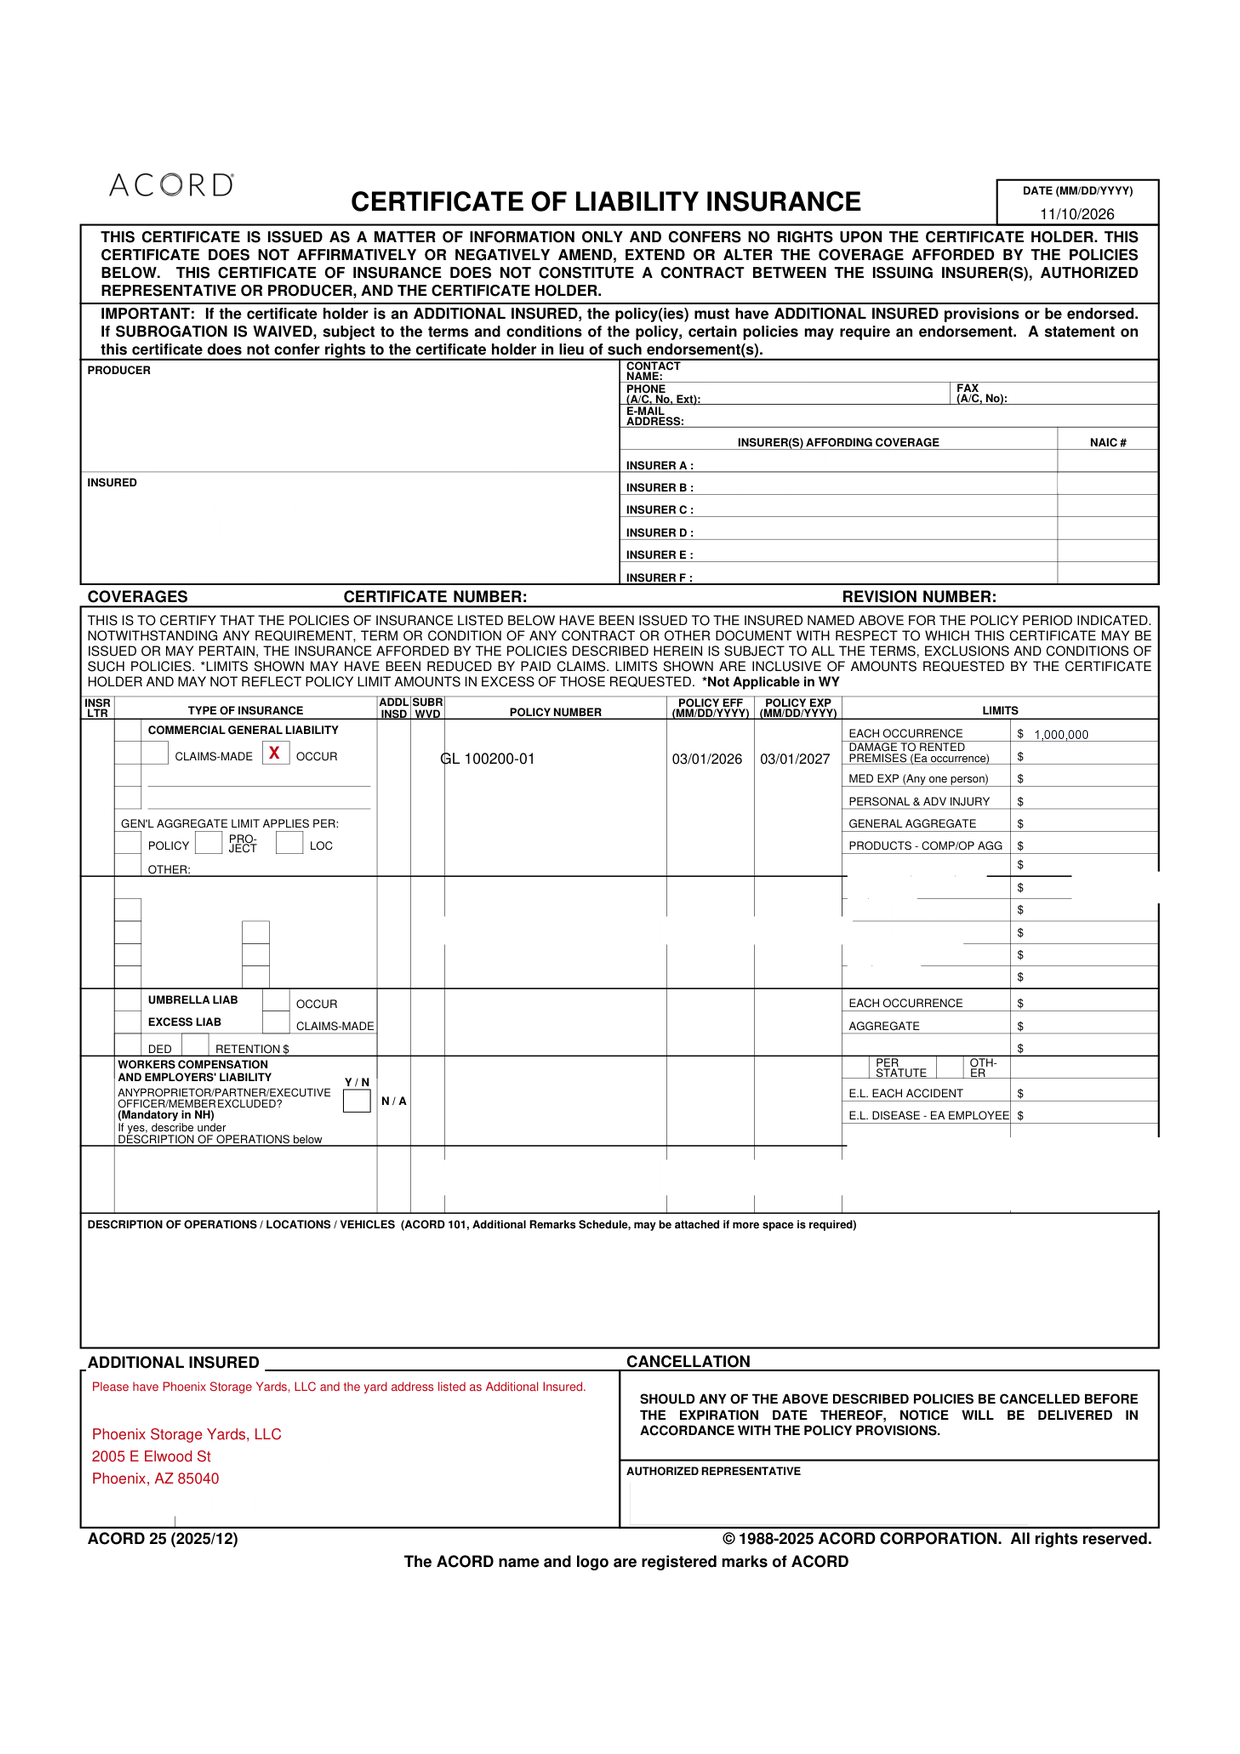 ACORD®
CERTIFICATE OF LIABILITY INSURANCE
DATE (MM/DD/YYYY)
11/10/2026
THIS CERTIFICATE IS ISSUED AS A MATTER OF INFORMATION ONLY AND CONFERS NO RIGHTS UPON THE CERTIFICATE HOLDER. THIS
CERTIFICATE DOES NOT AFFIRMATIVELY OR NEGATIVELY AMEND, EXTEND OR ALTER THE COVERAGE AFFORDED BY THE POLICIES
BELOW. THIS CERTIFICATE OF INSURANCE DOES NOT CONSTITUTE A CONTRACT BETWEEN THE ISSUING INSURER(S), AUTHORIZED
REPRESENTATIVE OR PRODUCER, AND THE CERTIFICATE HOLDER.
IMPORTANT: If the certificate holder is an ADDITIONAL INSURED, the policy(ies) must have ADDITIONAL INSURED provisions or be endorsed.
If SUBROGATION IS WAIVED, subject to the terms and conditions of the policy, certain policies may require an endorsement. A statement on
this certificate does not confer rights to the certificate holder in lieu of such endorsement(s).
PRODUCER
CONTACT
NAME:
PHONE
(A/C, No, Ext):
FAX
(A/C, No):
E-MAIL
ADDRESS:
INSURER(S) AFFORDING COVERAGE NAIC #
INSURER A :
INSURED
INSURER B :
INSURER C :
INSURER D :
INSURER E :
INSURER F :
COVERAGES CERTIFICATE NUMBER: REVISION NUMBER:
THIS IS TO CERTIFY THAT THE POLICIES OF INSURANCE LISTED BELOW HAVE BEEN ISSUED TO THE INSURED NAMED ABOVE FOR THE POLICY PERIOD INDICATED.
NOTWITHSTANDING ANY REQUIREMENT, TERM OR CONDITION OF ANY CONTRACT OR OTHER DOCUMENT WITH RESPECT TO WHICH THIS CERTIFICATE MAY BE
ISSUED OR MAY PERTAIN, THE INSURANCE AFFORDED BY THE POLICIES DESCRIBED HEREIN IS SUBJECT TO ALL THE TERMS, EXCLUSIONS AND CONDITIONS OF
SUCH POLICIES. *LIMITS SHOWN MAY HAVE BEEN REDUCED BY PAID CLAIMS. LIMITS SHOWN ARE INCLUSIVE OF AMOUNTS REQUESTED BY THE CERTIFICATE
HOLDER AND MAY NOT REFLECT POLICY LIMIT AMOUNTS IN EXCESS OF THOSE REQUESTED. *Not Applicable in WY
INSR
LTR
TYPE OF INSURANCE
ADDL
INSD
SUBR
WVD
POLICY NUMBER
POLICY EFF
(MM/DD/YYYY)
POLICY EXP
(MM/DD/YYYY)
LIMITS
COMMERCIAL GENERAL LIABILITY
CLAIMS-MADE X OCCUR
GL 100200-01 03/01/2026 03/01/2027
EACH OCCURRENCE $ 1,000,000
DAMAGE TO RENTED
PREMISES (Ea occurrence) $
MED EXP (Any one person) $
PERSONAL & ADV INJURY $
GEN'L AGGREGATE LIMIT APPLIES PER:
GENERAL AGGREGATE $
POLICY
PRO-
JECT
LOC
PRODUCTS - COMP/OP AGG $
OTHER:
$
$
$
$
$
$
UMBRELLA LIAB OCCUR
EACH OCCURRENCE $
EXCESS LIAB CLAIMS-MADE
AGGREGATE $
DED RETENTION $
$
WORKERS COMPENSATION
AND EMPLOYERS' LIABILITY
Y / N
ANYPROPRIETOR/PARTNER/EXECUTIVE
OFFICER/MEMBEREXCLUDED?
(Mandatory in NH)
If yes, describe under
DESCRIPTION OF OPERATIONS below
N / A
PER
STATUTE
OTH-
ER
E.L. EACH ACCIDENT $
E.L. DISEASE - EA EMPLOYEE $
DESCRIPTION OF OPERATIONS / LOCATIONS / VEHICLES (ACORD 101, Additional Remarks Schedule, may be attached if more space is required)
ADDITIONAL INSURED
Please have Phoenix Storage Yards, LLC and the yard address listed as Additional Insured.
Phoenix Storage Yards, LLC
2005 E Elwood St
Phoenix, AZ 85040
CANCELLATION
SHOULD ANY OF THE ABOVE DESCRIBED POLICIES BE CANCELLED BEFORE
THE EXPIRATION DATE THEREOF, NOTICE WILL BE DELIVERED IN
ACCORDANCE WITH THE POLICY PROVISIONS.
AUTHORIZED REPRESENTATIVE
ACORD 25 (2025/12)
© 1988-2025 ACORD CORPORATION. All rights reserved.
The ACORD name and logo are registered marks of ACORD